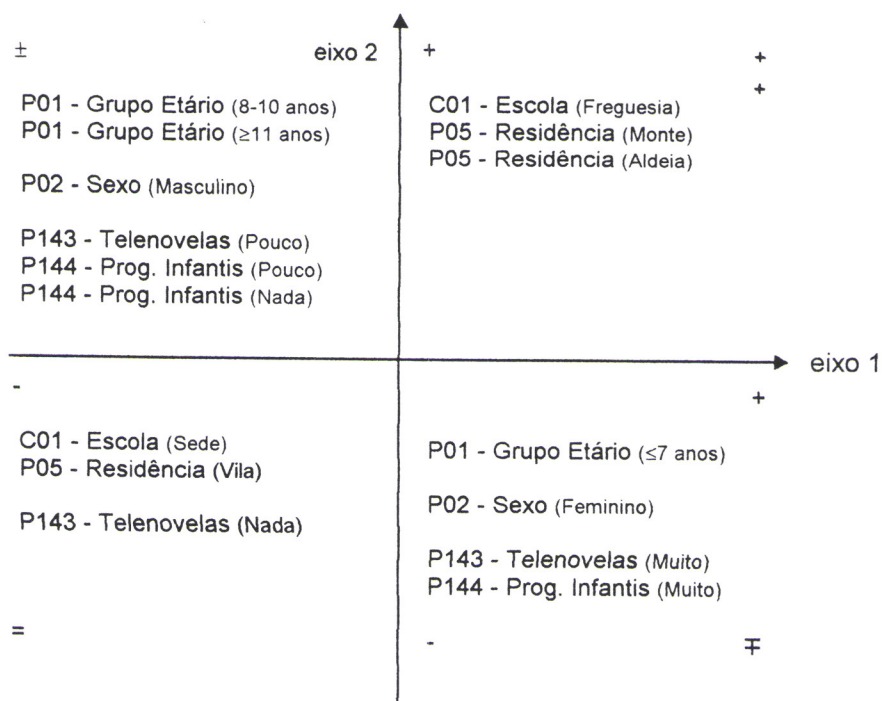 ±
eixo 2
+
+
+
P01 - Grupo Etário (8-10 anos)
P01 - Grupo Etário (≥11 anos)
P02 - Sexo (Masculino)
P143 - Telenovelas (Pouco)
P144 - Prog. Infantis (Pouco)
P144 - Prog. Infantis (Nada)
C01 - Escola (Freguesia)
P05 - Residência (Monte)
P05 - Residência (Aldeia)
eixo 1
-
+
C01 - Escola (Sede)
P05 - Residência (Vila)
P143 - Telenovelas (Nada)
=
P01 - Grupo Etário (≤7 anos)
P02 - Sexo (Feminino)
P143 - Telenovelas (Muito)
P144 - Prog. Infantis (Muito)
-
∓